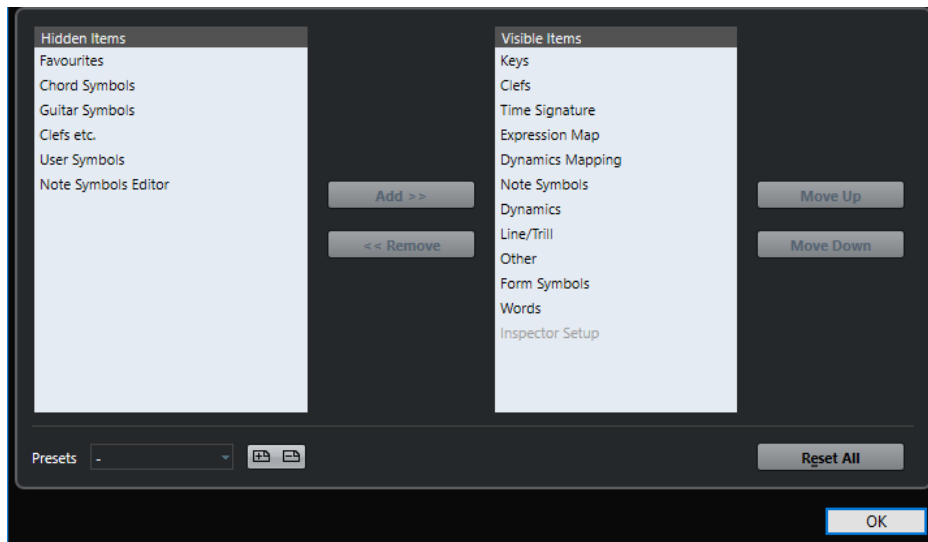 Hidden Items
Favourites
Chord Symbols
Guitar Symbols
Clefs etc.
User Symbols
Note Symbols Editor
Add >>
<< Remove
Visible Items
Keys
Clefs
Time Signature
Expression Map
Dynamics Mapping
Note Symbols
Dynamics
Line/Trill
Other
Form Symbols
Words
Inspector Setup
Move Up
Move Down
Presets -
Reset All
OK